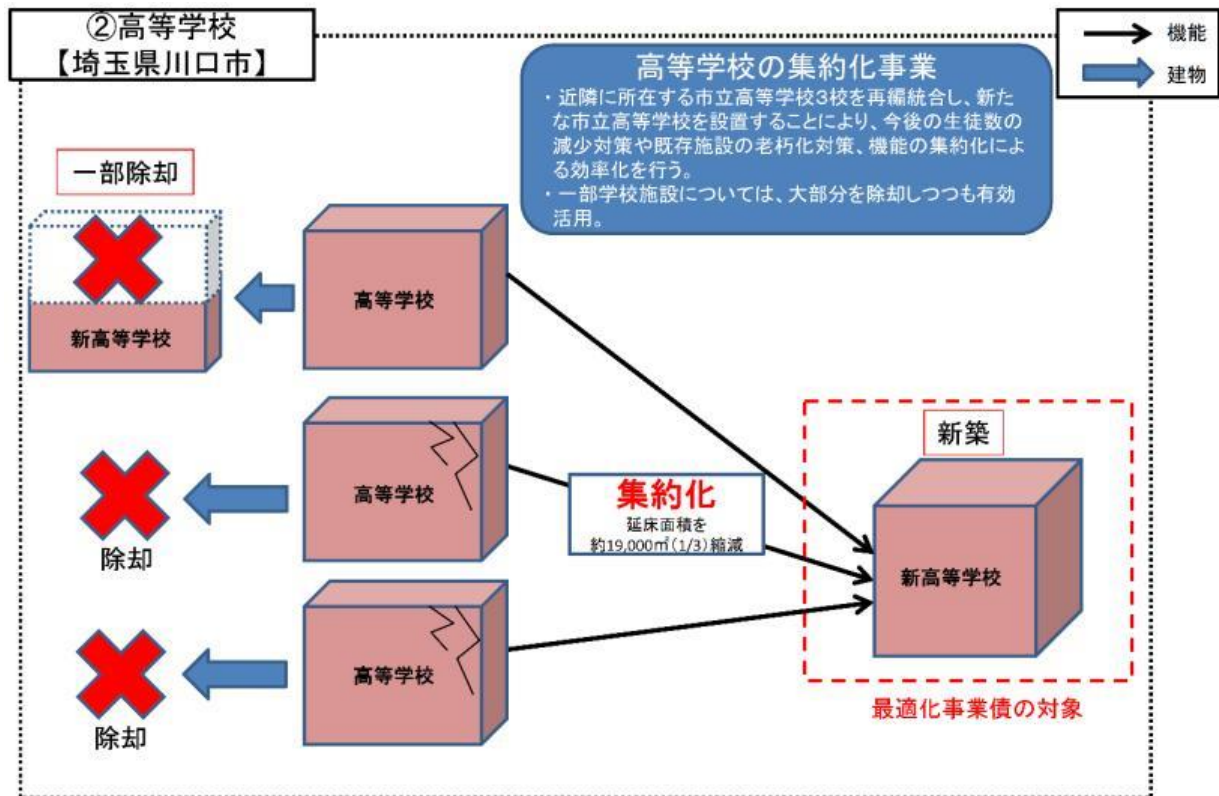 ②高等学校
【埼玉県川口市】
機能
建物
高等学校の集約化事業
・近隣に所在する市立高等学校3校を再編統合し、新た
な市立高等学校を設置することにより、今後の生徒数の
減少対策や既存施設の老朽化対策、機能の集約化によ
る効率化を行う。
・一部学校施設については、大部分を除却しつつも有効
活用。
一部除却
新高等学校
高等学校
除却
高等学校
集約化
延床面積を
約19,000㎡(1/3)縮減
新築
新高等学校
最適化事業債の対象
除却
高等学校